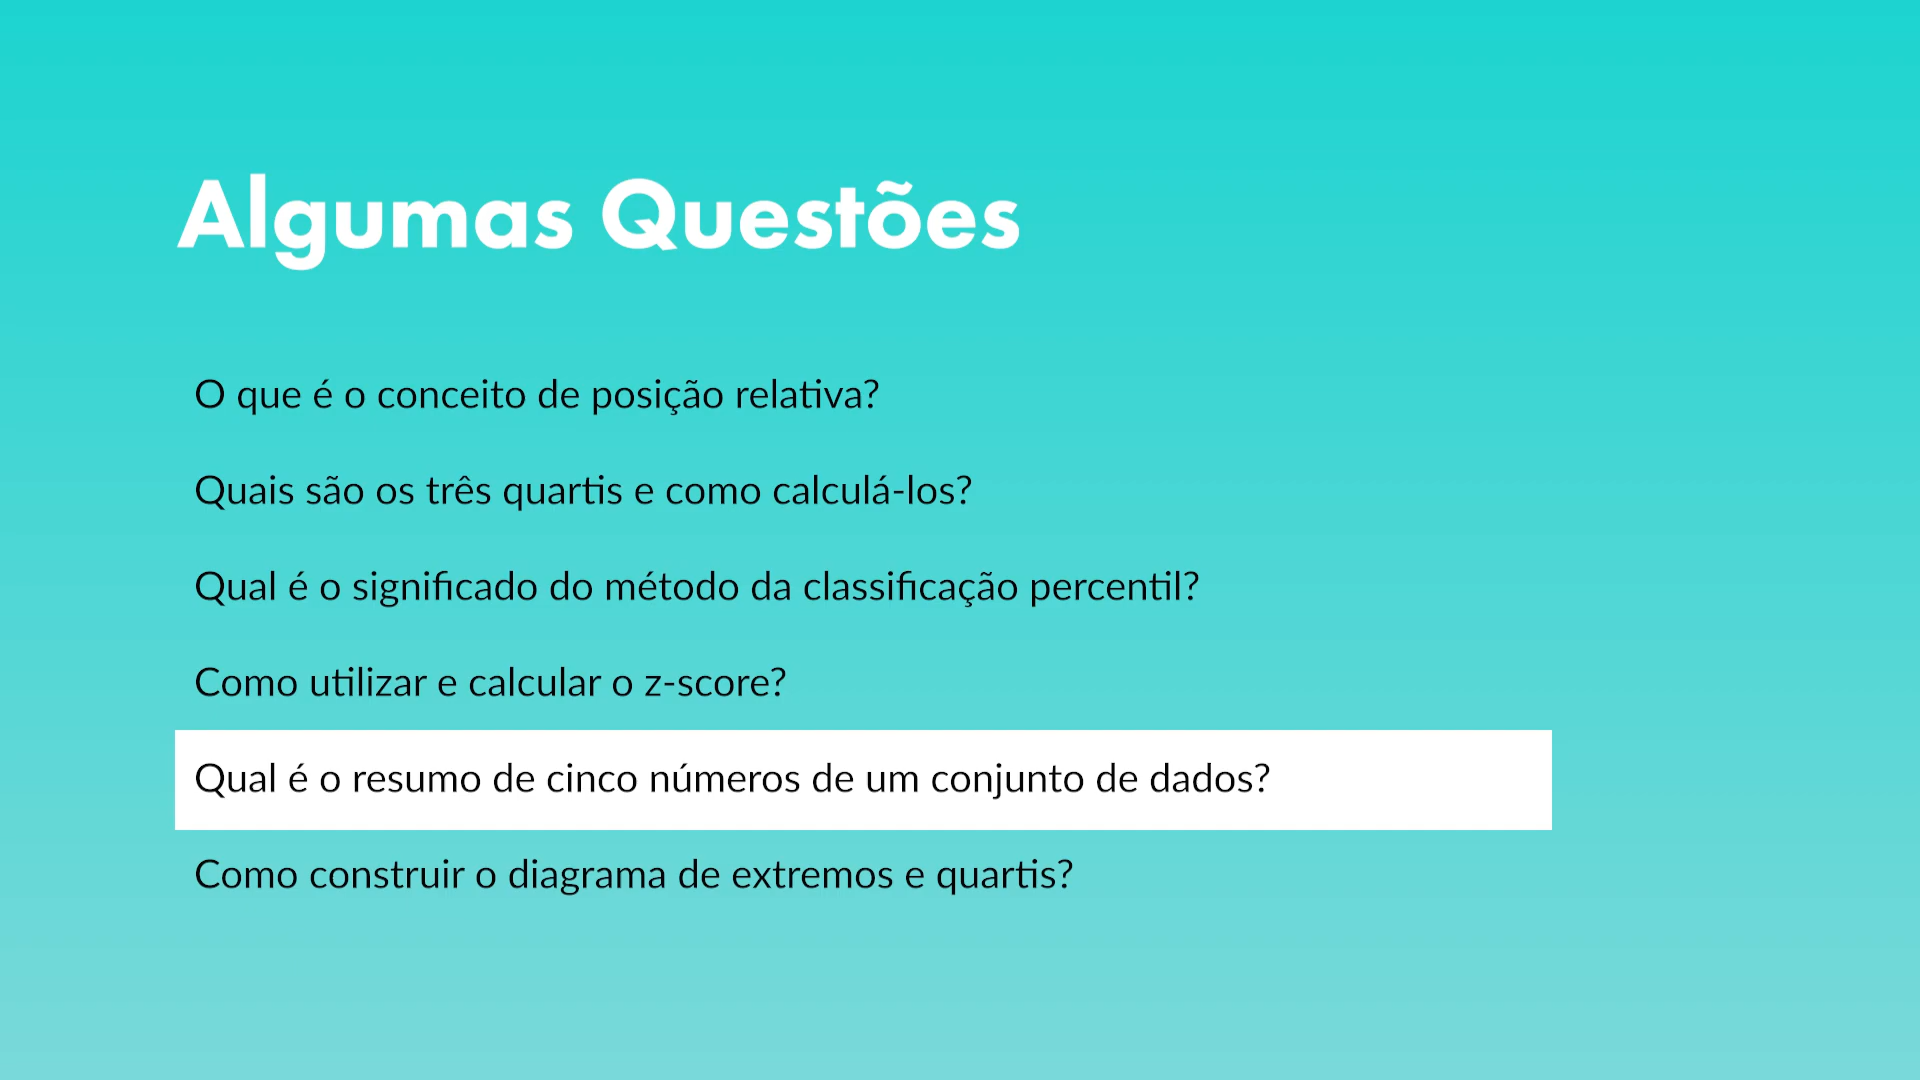 Algumas Questões
O que é o conceito de posição relativa?
Quais são os três quartis e como calculá-los?
Qual é o significado do método da classificação percentil?
Como utilizar e calcular o z-score?
Qual é o resumo de cinco números de um conjunto de dados?
Como construir o diagrama de extremos e quartis?